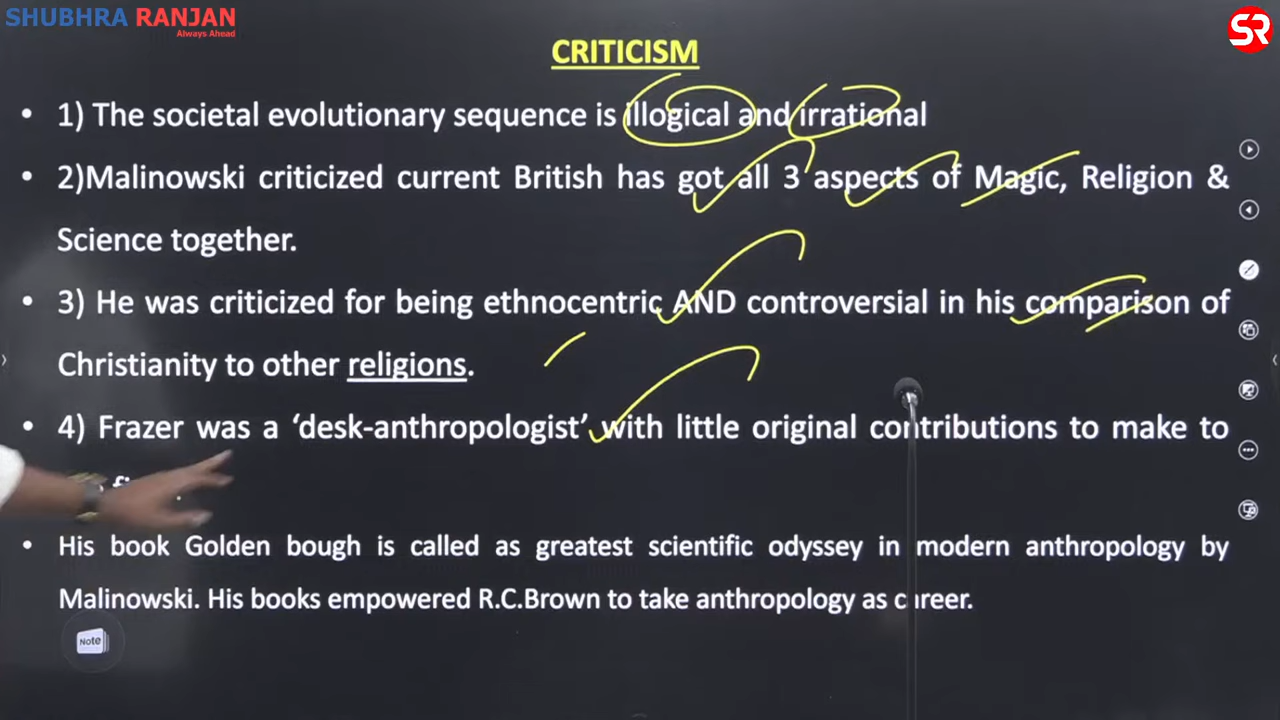 SHUBHRA RANJAN
Always Ahead
SR
CRITICISM
• 1) The societal evolutionary sequence is illogical and irrational
• 2)Malinowski criticized current British has got all 3 aspects of Magic, Religion &
Science together.
• 3) He was criticized for being ethnocentric AND controversial in his comparison of
Christianity to other religions.
• 4) Frazer was a ‘desk-anthropologist’ with little original contributions to make to
• His book Golden bough is called as greatest scientific odyssey in modern anthropology by
Malinowski. His books empowered R.C.Brown to take anthropology as career.
Note